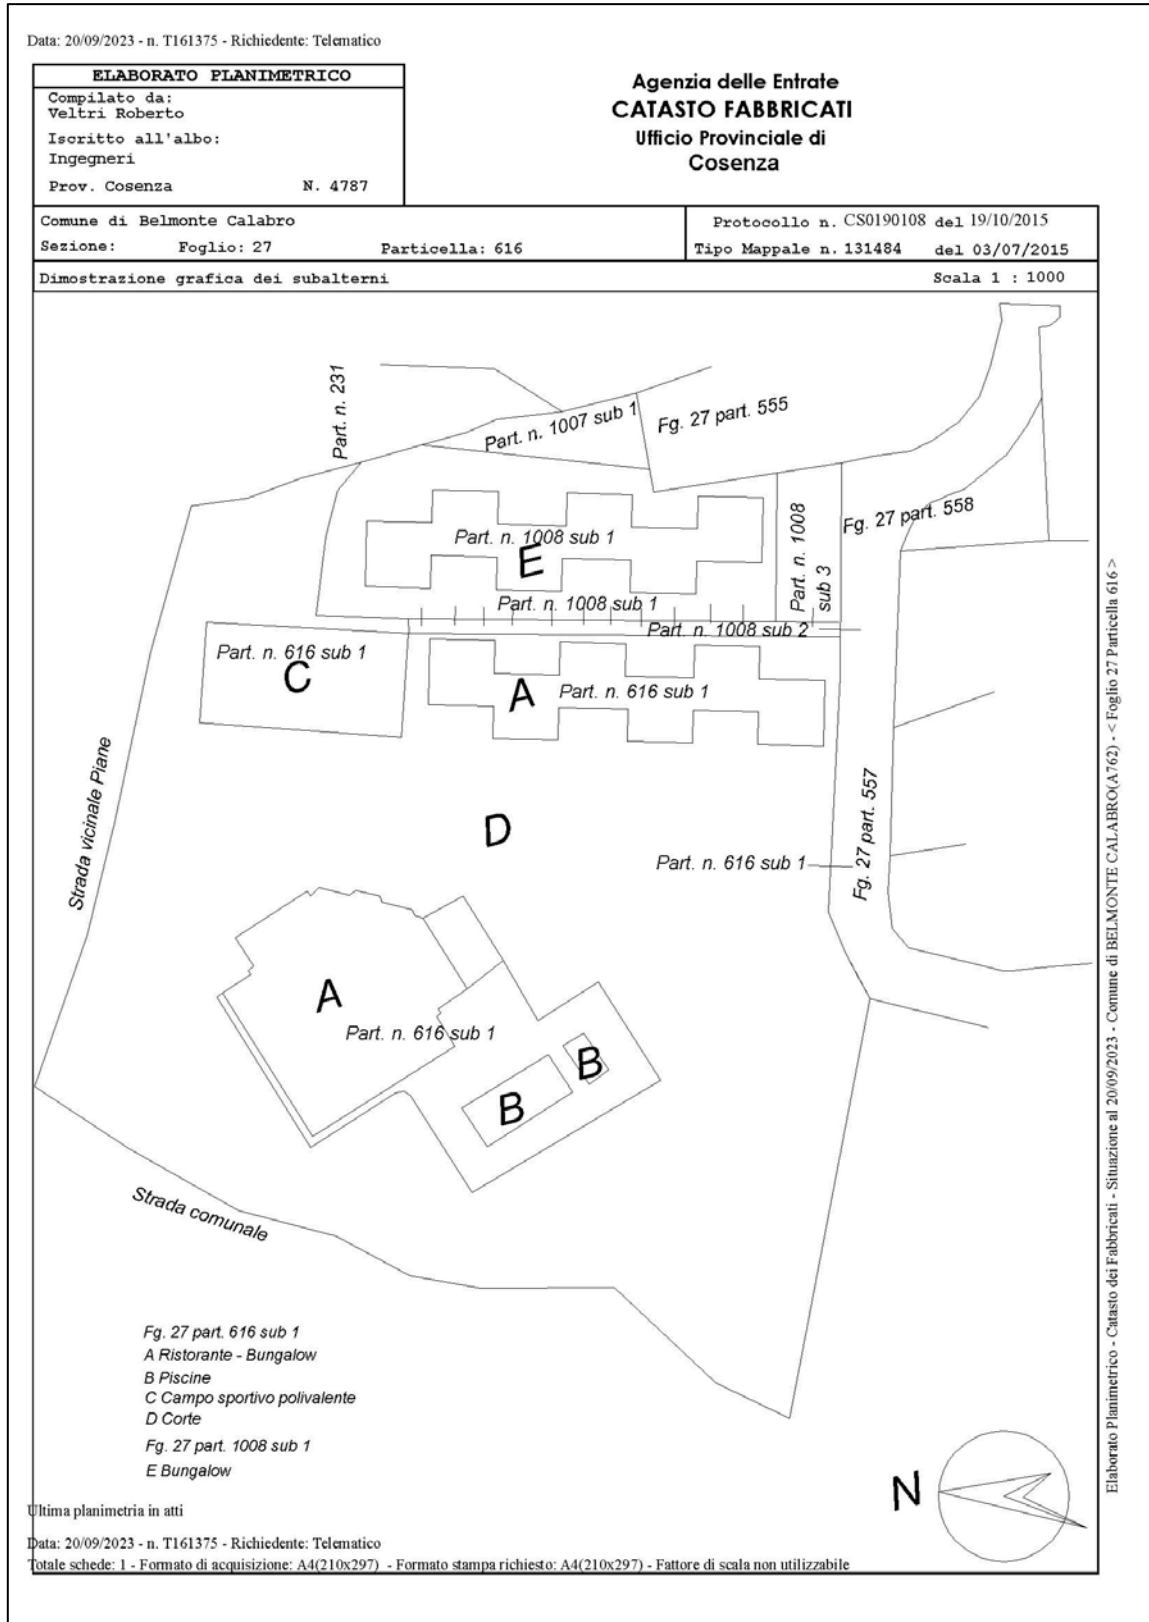 Data: 20/09/2023 - n. T161375 - Richiedente: Telematico
ELABORATO PLANIMETRICO
Compilato da:
Veltri Roberto
Iscritto all'albo:
Ingegneri
Prov. Cosenza N. 4787
Agenzia delle Entrate
CATASTO FABBRICATI
Ufficio Provinciale di
Cosenza
Comune di Belmonte Calabro
Sezione: Foglio: 27 Particella: 616
Protocollo n. CS0190108 del 19/10/2015
Tipo Mappale n. 131484 del 03/07/2015
Dimostrazione grafica dei subalterni Scala 1 : 1000
Part. n. 231
Part. n. 1007 sub 1
Fg. 27 part. 555
Part. n. 1008 sub 1
E
Part. n. 1008 sub 3
Fg. 27 part. 558
Part. n. 1008 sub 1
Part. n. 1008 sub 2
Part. n. 616 sub 1
C
A
Part. n. 616 sub 1
Strada vicinale Piane
D
Part. n. 616 sub 1
Fg. 27 part. 557
A
Part. n. 616 sub 1
B
B
Strada comunale
Fg. 27 part. 616 sub 1
A Ristorante - Bungalow
B Piscine
C Campo sportivo polivalente
D Corte
Fg. 27 part. 1008 sub 1
E Bungalow
N
Ultima planimetria in atti
Data: 20/09/2023 - n. T161375 - Richiedente: Telematico
Totale schede: 1 - Formato di acquisizione: A4(210x297) - Formato stampa richiesto: A4(210x297) - Fattore di scala non utilizzabile
Elaborato Planimetrico - Catasto dei Fabbricati - Situazione al 20/09/2023 - Comune di BELMONTE CALABRO(A762) - < Foglio 27 Particella 616 >